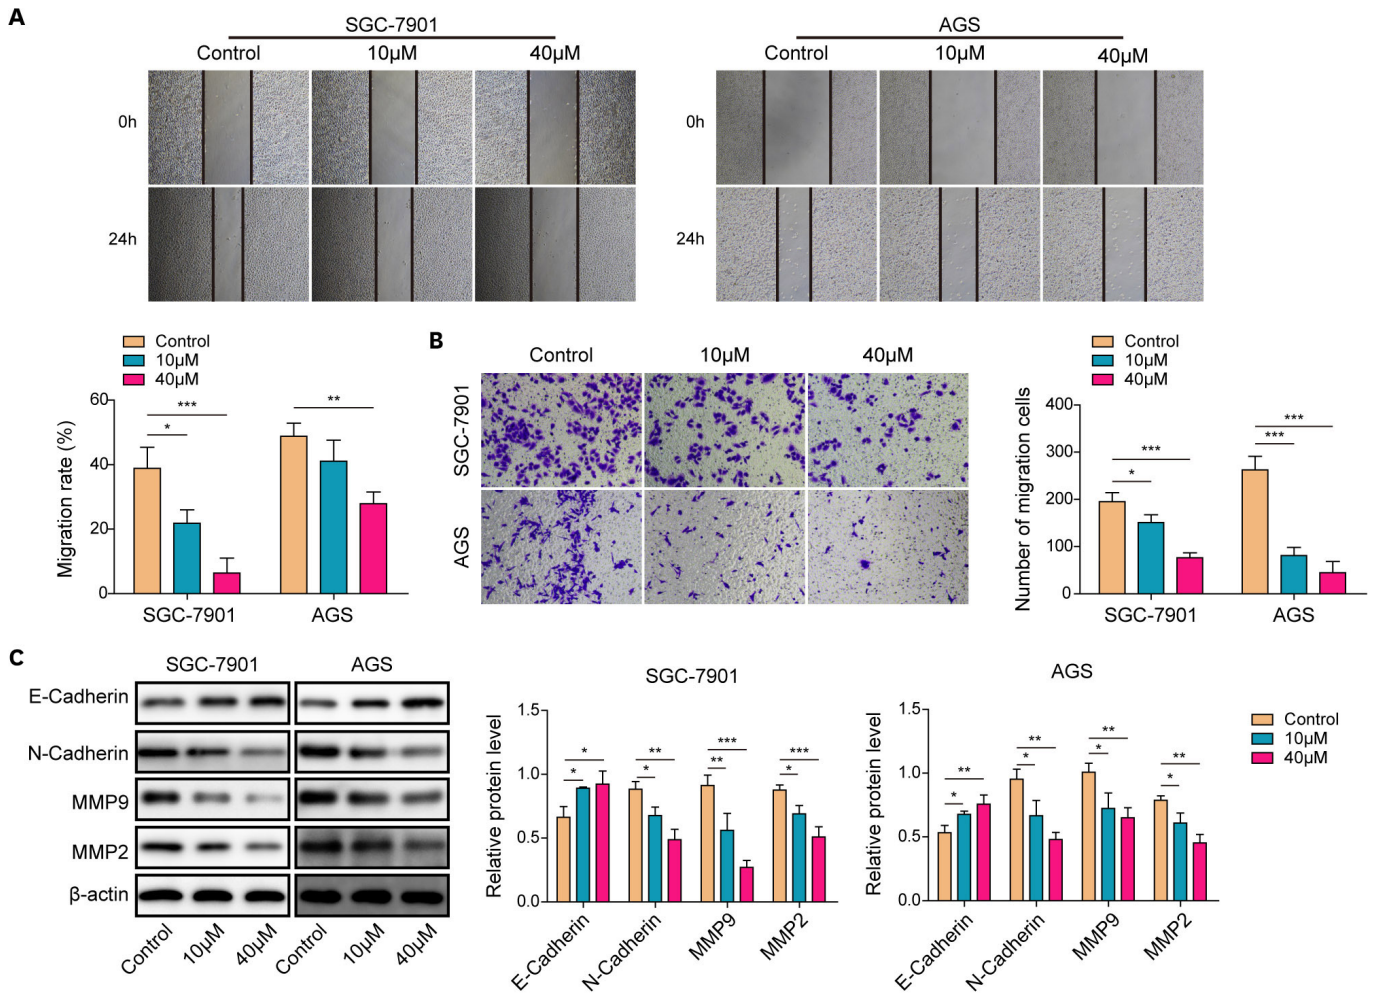 A
SGC-7901
AGS
Control 10μM 40μM
Control 10μM 40μM
0h
0h
24h
24h
Control
10μM
40μM
Migration rate (%)
60
40
20
0
***
*
**
SGC-7901 AGS
B
Control 10μM 40μM
SGC-7901
AGS
Control
10μM
40μM
Number of migration cells
400
300
200
100
0
***
*
***
***
SGC-7901 AGS
C
SGC-7901 AGS
E-Cadherin
N-Cadherin
MMP9
MMP2
β-actin
Control 10μM 40μM Control 10μM 40μM
SGC-7901
Relative protein level
1.5
1.0
0.5
0.0
*
*
**
*
***
**
***
*
E-Cadherin N-Cadherin MMP9 MMP2
AGS
Relative protein level
1.5
1.0
0.5
0.0
**
*
**
*
**
*
**
*
E-Cadherin N-Cadherin MMP9 MMP2
Control
10μM
40μM